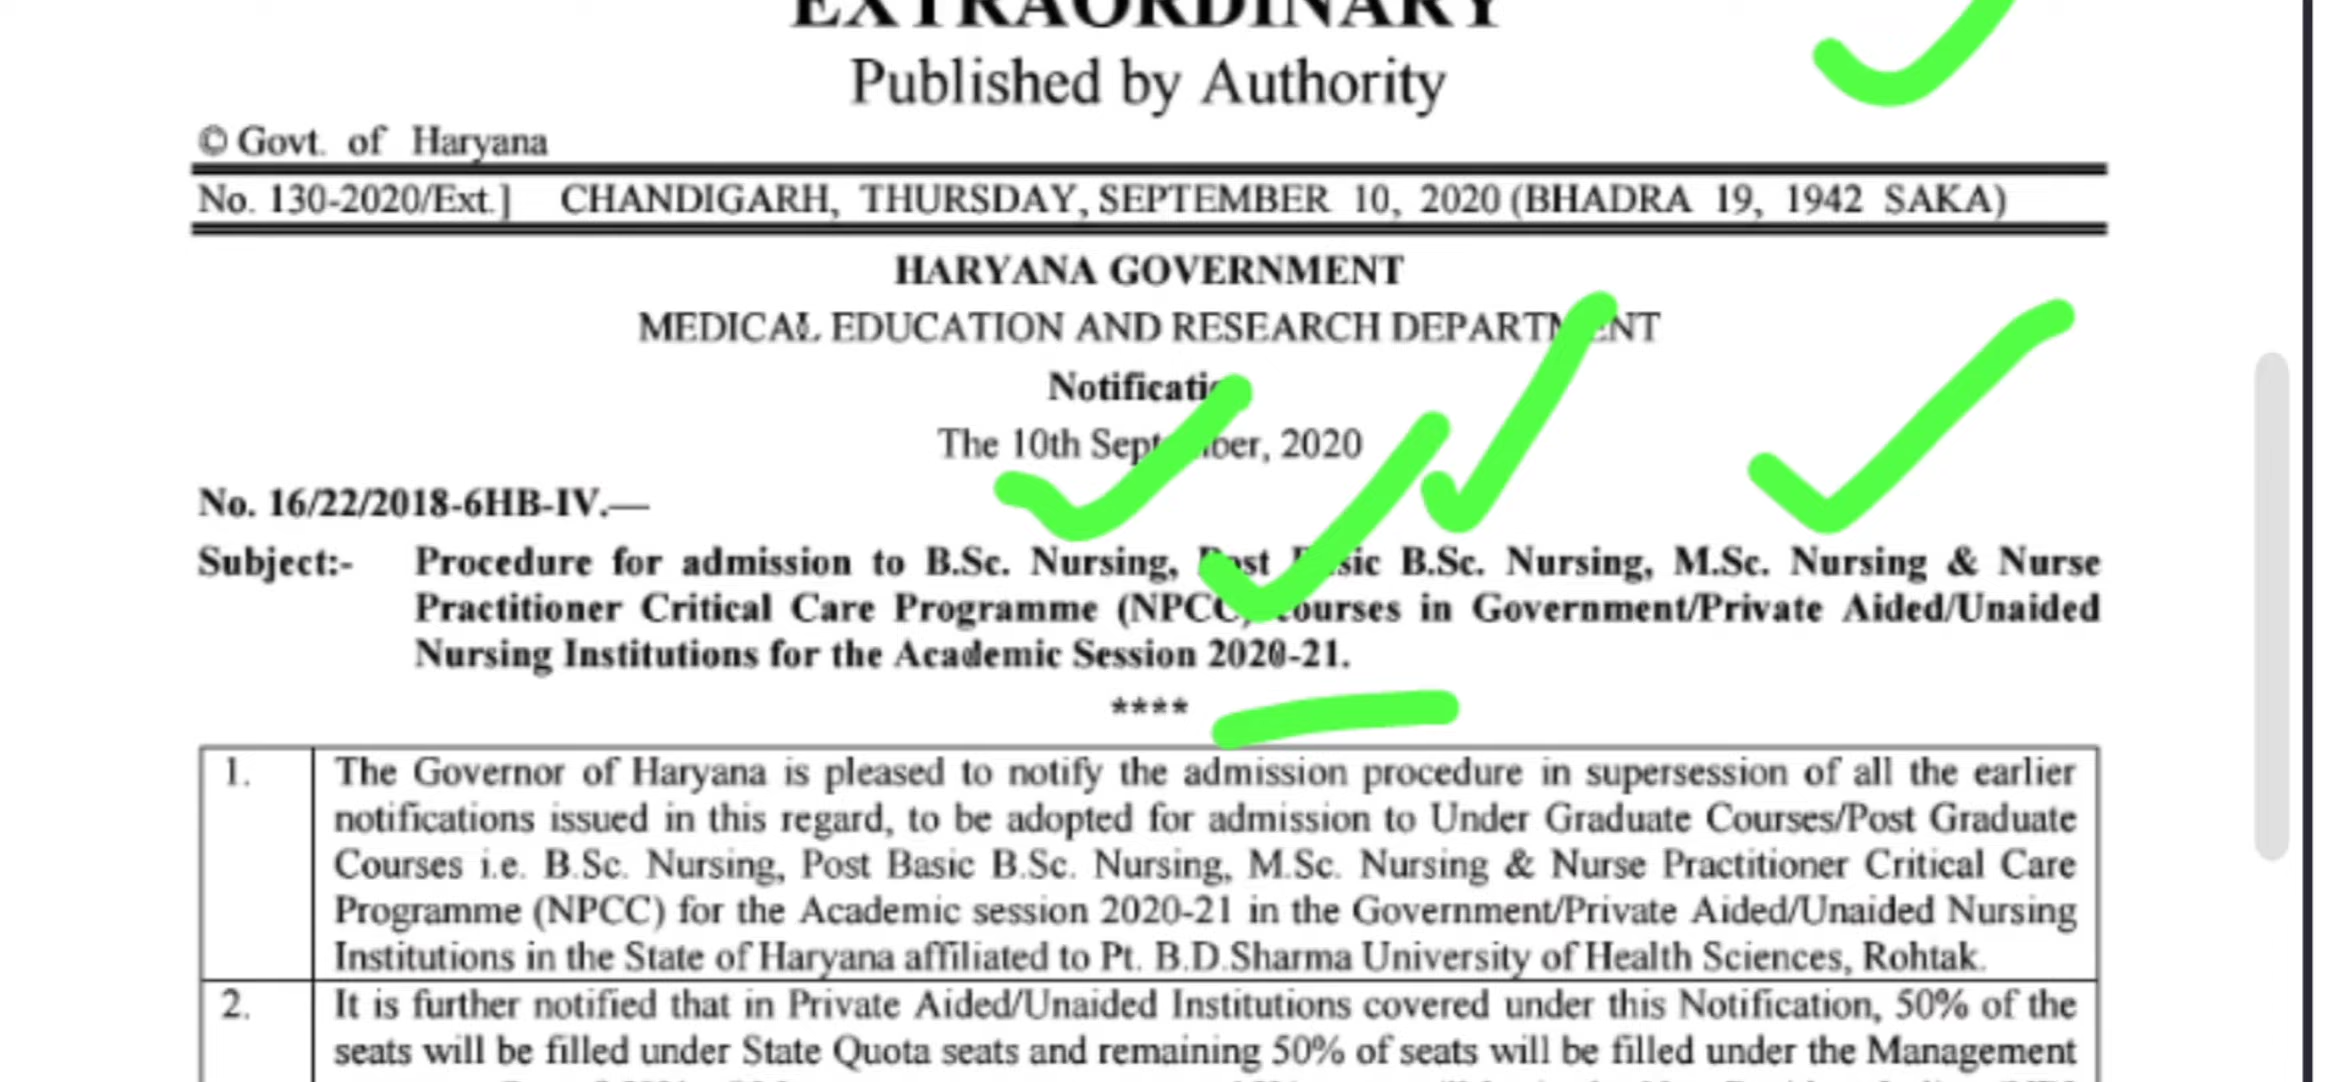 EXTRAORDINARY
Published by Authority
© Govt. of Haryana
No. 130-2020/Ext.] CHANDIGARH, THURSDAY, SEPTEMBER 10, 2020 (BHADRA 19, 1942 SAKA)
HARYANA GOVERNMENT
MEDICAL EDUCATION AND RESEARCH DEPARTMENT
Notification
The 10th September, 2020
No. 16/22/2018-6HB-IV.—
Subject:- Procedure for admission to B.Sc. Nursing, Post Basic B.Sc. Nursing, M.Sc. Nursing & Nurse
Practitioner Critical Care Programme (NPCC) courses in Government/Private Aided/Unaided
Nursing Institutions for the Academic Session 2020-21.
****
1. The Governor of Haryana is pleased to notify the admission procedure in supersession of all the earlier
notifications issued in this regard, to be adopted for admission to Under Graduate Courses/Post Graduate
Courses i.e. B.Sc. Nursing, Post Basic B.Sc. Nursing, M.Sc. Nursing & Nurse Practitioner Critical Care
Programme (NPCC) for the Academic session 2020-21 in the Government/Private Aided/Unaided Nursing
Institutions in the State of Haryana affiliated to Pt. B.D.Sharma University of Health Sciences, Rohtak.
2. It is further notified that in Private Aided/Unaided Institutions covered under this Notification, 50% of the
seats will be filled under State Quota seats and remaining 50% of seats will be filled under the Management